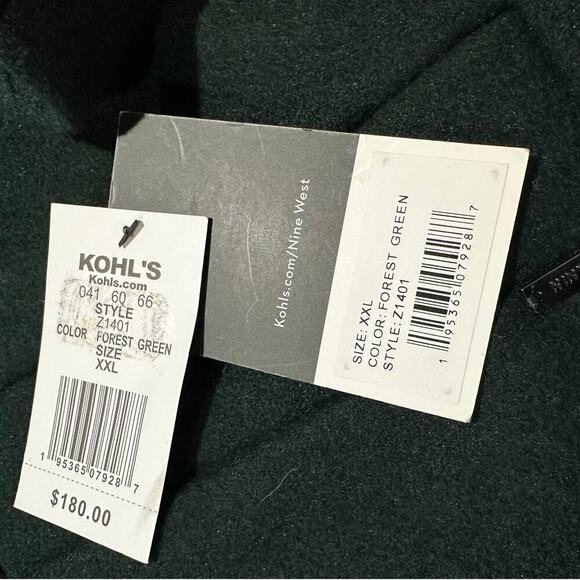 KOHL'S
Kohls.com
041 60 66
STYLE
Z1401
COLOR FOREST GREEN
SIZE
XXL
1 95365 07928 7
$180.00
Kohls.com/Nine West
SIZE: XXL
COLOR: FOREST GREEN
STYLE: Z1401
1 95365 07928 7